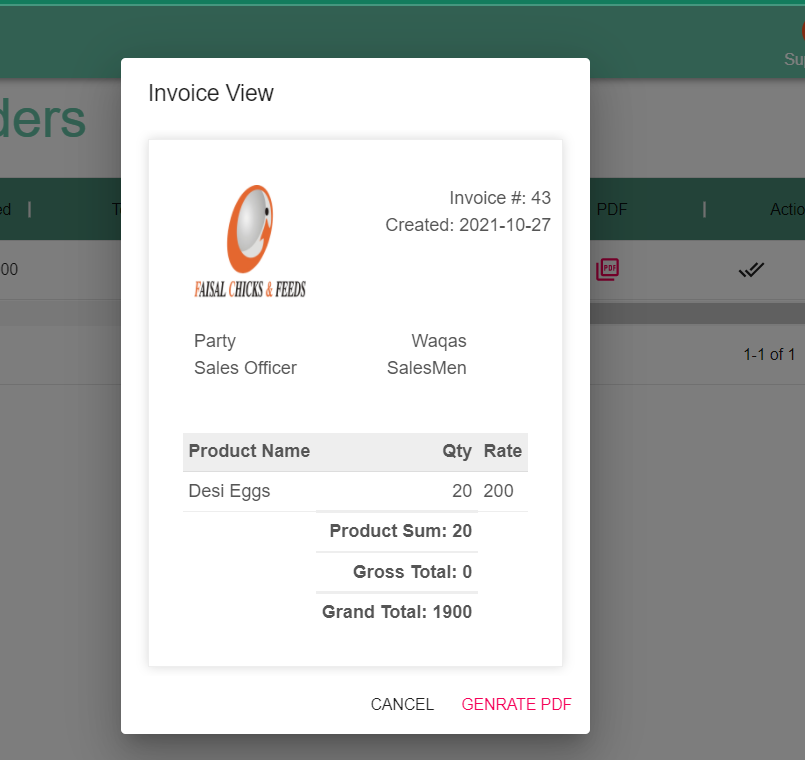 Invoice View
ders
ed | PDF | Actio
00
1-1 of 1
FAISAL CHICKS & FEEDS
Invoice #: 43
Created: 2021-10-27
Party Waqas
Sales Officer SalesMen
Product Name Qty Rate
Desi Eggs 20 200
Product Sum: 20
Gross Total: 0
Grand Total: 1900
CANCEL GENRATE PDF